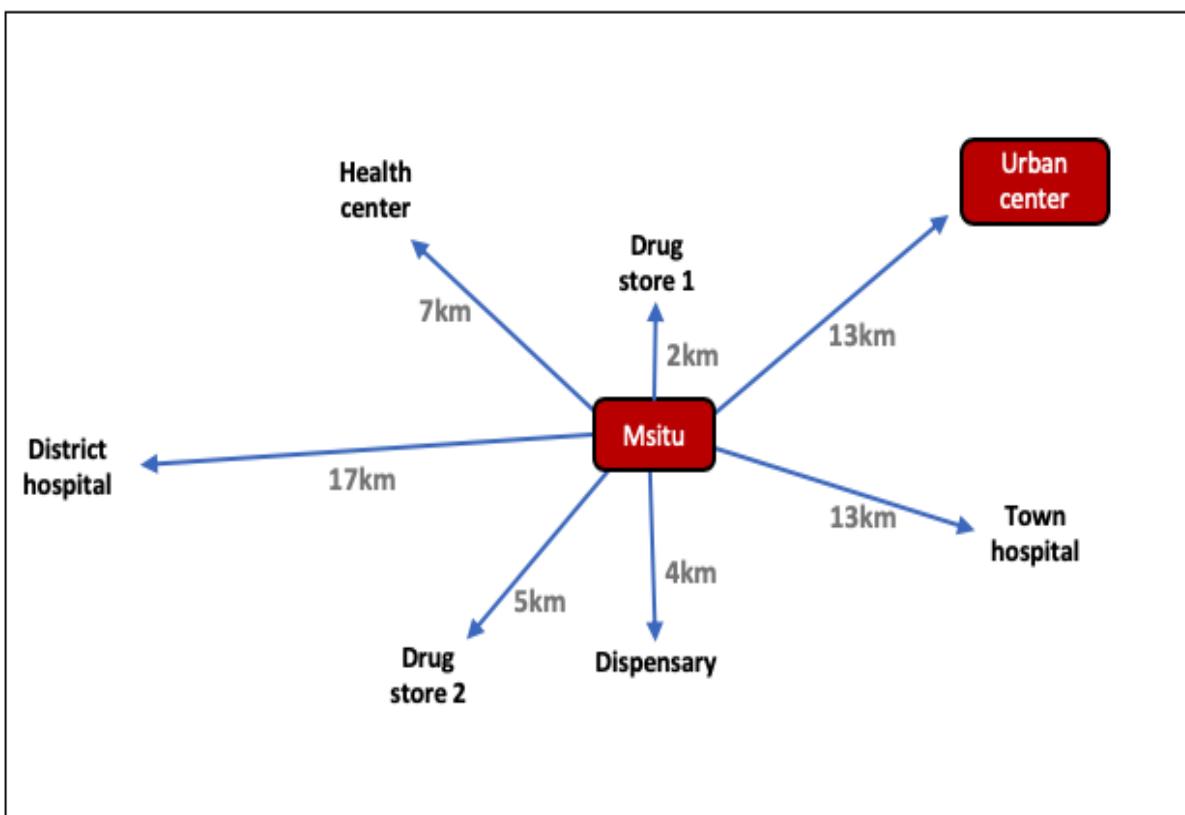 Urban
center
Health
center
Drug
store 1
7km
13km
2km
Msitu
District
hospital
17km
13km
Town
hospital
4km
5km
Drug
store 2
Dispensary